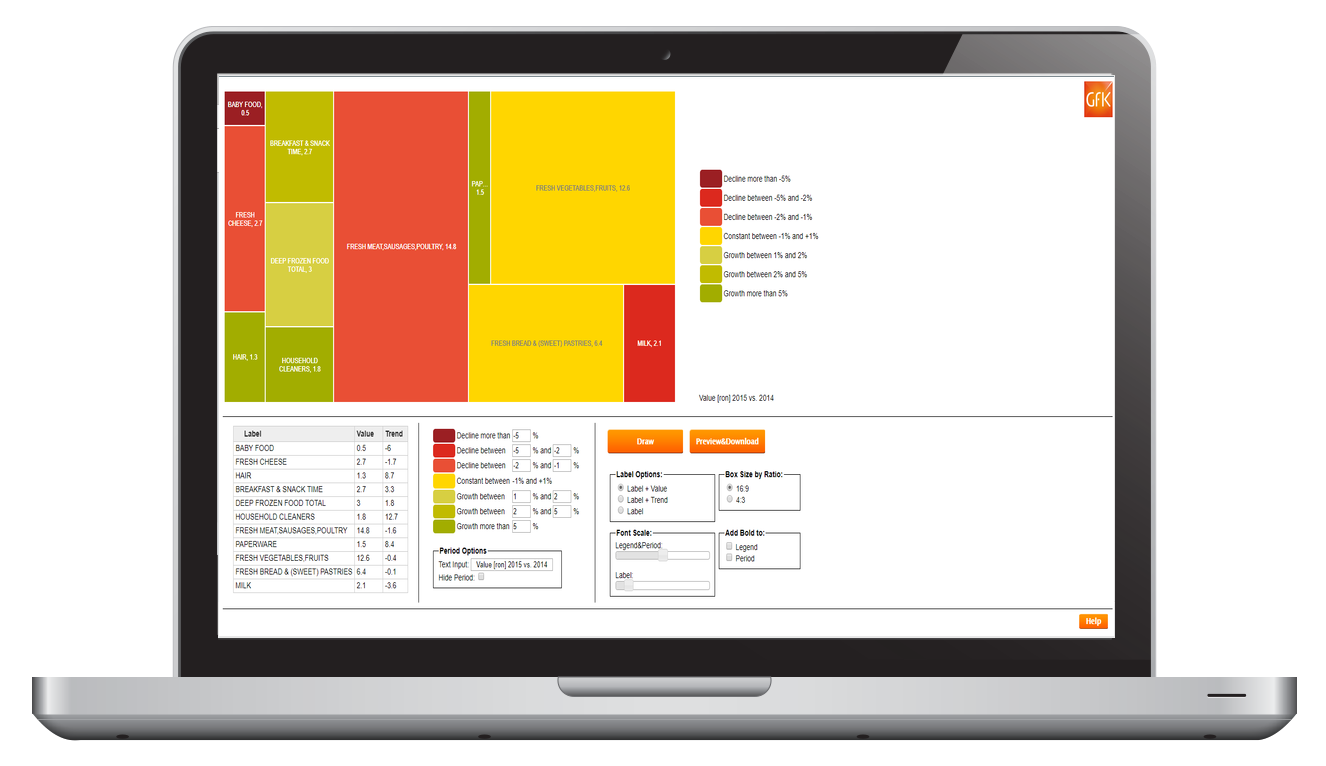 GfK
BABY FOOD,
0.5
BREAKFAST & SNACK
TIME, 2.7
FRESH
CHEESE, 2.7
DEEP FROZEN FOOD
TOTAL, 3
HAIR, 1.3
HOUSEHOLD
CLEANERS, 1.8
FRESH MEAT,SAUSAGES,POULTRY, 14.8
PAP...
1.5
FRESH VEGETABLES,FRUITS, 12.6
FRESH BREAD & (SWEET) PASTRIES, 6.4
MILK, 2.1
Decline more than -5%
Decline between -5% and -2%
Decline between -2% and -1%
Constant between -1% and +1%
Growth between 1% and 2%
Growth between 2% and 5%
Growth more than 5%
Value [ron] 2015 vs. 2014
Label Value Trend
BABY FOOD 0.5 -6
FRESH CHEESE 2.7 -1.7
HAIR 1.3 8.7
BREAKFAST & SNACK TIME 2.7 3.3
DEEP FROZEN FOOD TOTAL 3 1.8
HOUSEHOLD CLEANERS 1.8 12.7
FRESH MEAT,SAUSAGES,POULTRY 14.8 -1.6
PAPERWARE 1.5 8.4
FRESH VEGETABLES,FRUITS 12.6 -0.4
FRESH BREAD & (SWEET) PASTRIES 6.4 -0.1
MILK 2.1 -3.6
Decline more than -5 %
Decline between -5 % and -2 %
Decline between -2 % and -1 %
Constant between -1% and +1%
Growth between 1 % and 2 %
Growth between 2 % and 5 %
Growth more than 5 %
Period Options
Text Input: Value [ron] 2015 vs. 2014
Hide Period:
Draw
Preview&Download
Label Options:
Label + Value
Label + Trend
Label
Box Size by Ratio:
16:9
4:3
Font Scale:
Legend&Period:
Label:
Add Bold to:
Legend
Period
Help